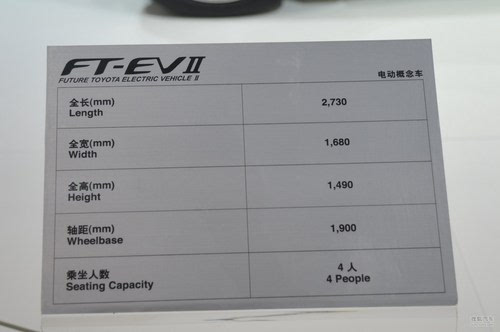 FT-EVII
FUTURE TOYOTA ELECTRIC VEHICLE II
电动概念车
全长(mm)
Length
2,730
全宽(mm)
Width
1,680
全高(mm)
Height
1,490
轴距(mm)
Wheelbase
1,900
乘坐人数
Seating Capacity
4 人
4 People